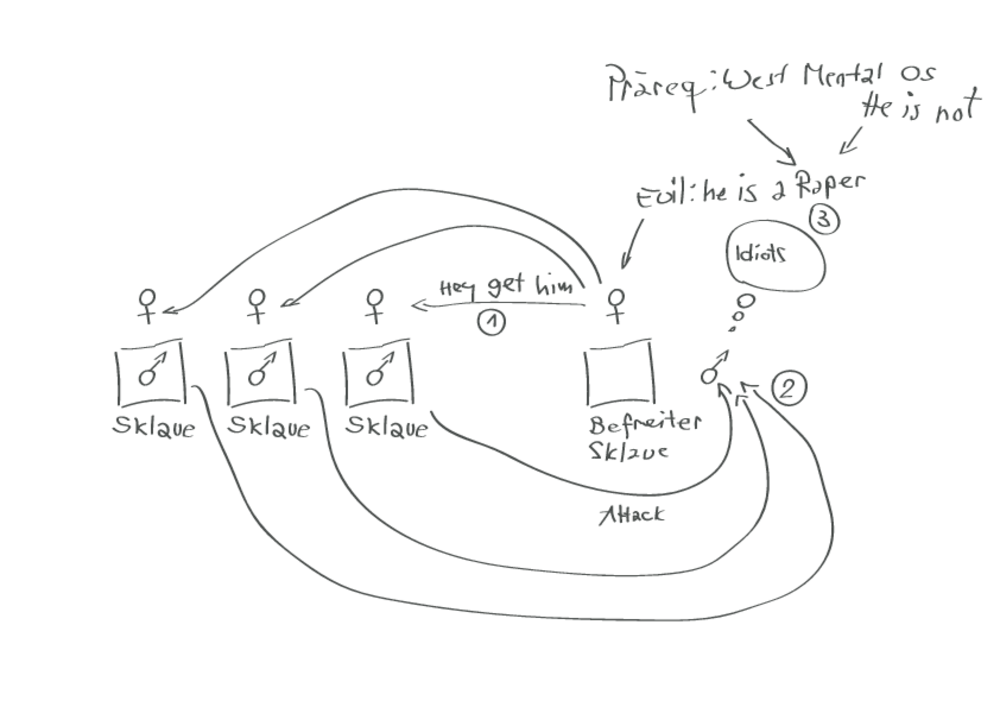 Präreq: West Mental OS
He is not
Evil: he is a Raper
③
Idiots
Hey get him
①
②
Sklave
Sklave
Sklave
Befreiter
Sklave
Attack